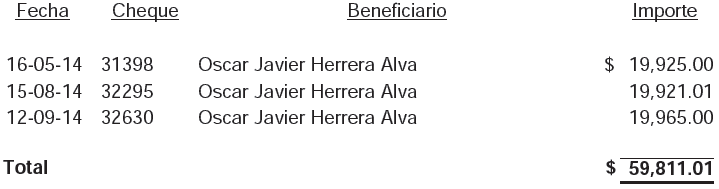 Fecha Cheque Beneficiario Importe
16-05-14 31398 Oscar Javier Herrera Alva $ 19,925.00
15-08-14 32295 Oscar Javier Herrera Alva 19,921.01
12-09-14 32630 Oscar Javier Herrera Alva 19,965.00
Total $ 59,811.01